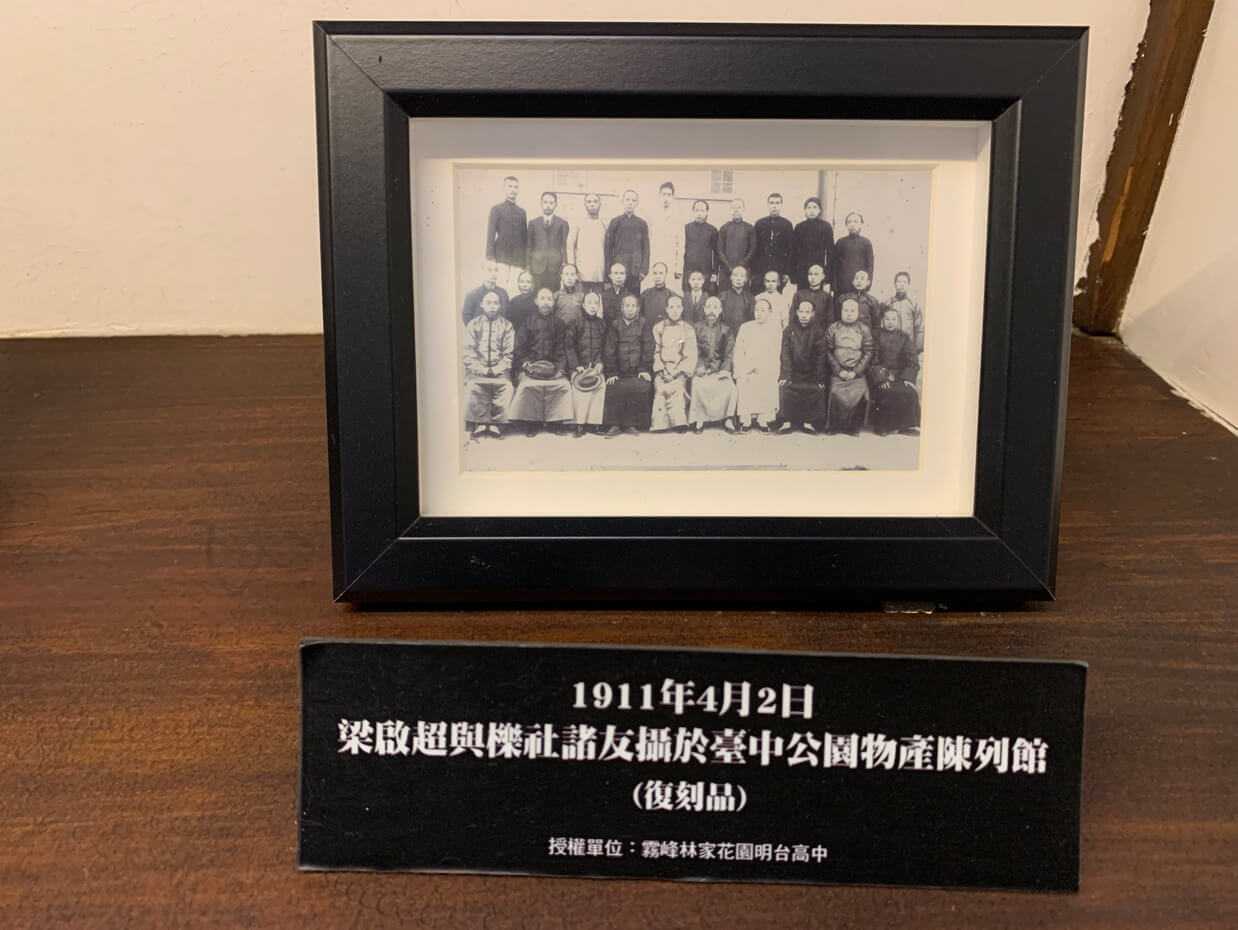 1911年4月2日
梁啟超與櫟社諸友攝於臺中公園物產陳列館
(復刻品)
授權單位：霧峰林家花園明台高中